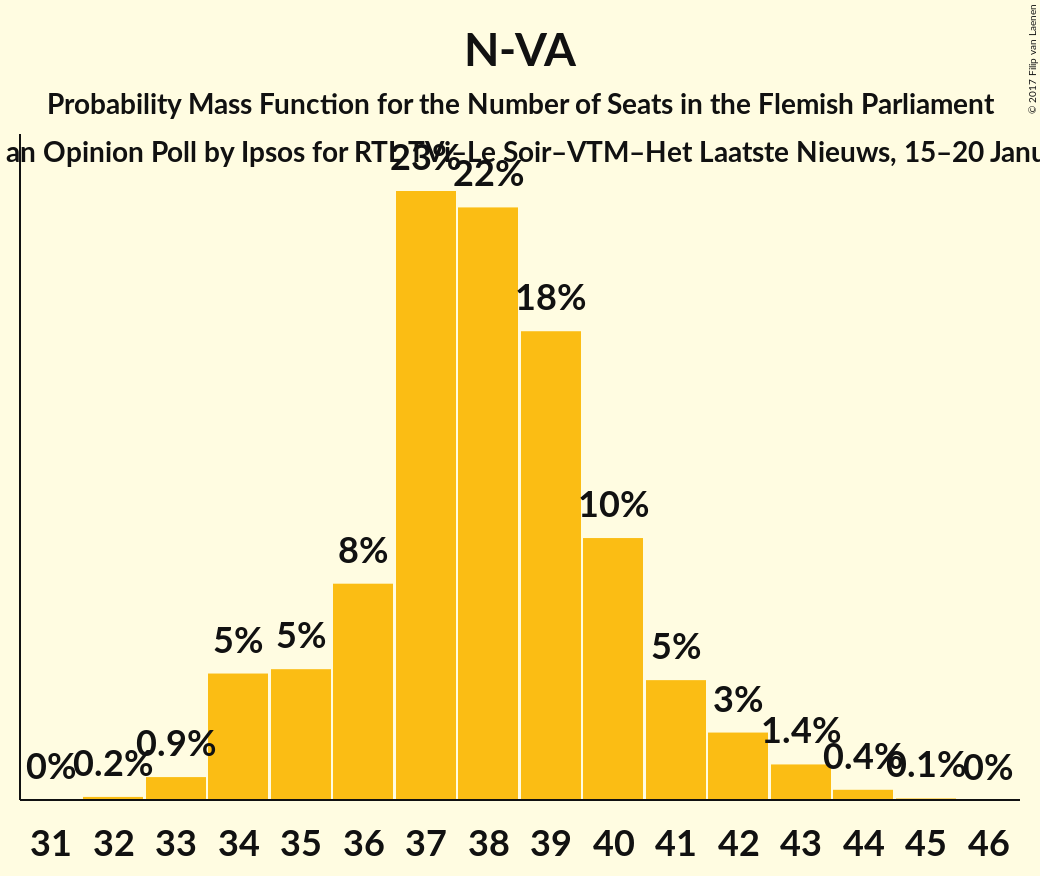 N-VA
Probability Mass Function for the Number of Seats in the Flemish Parliament
an Opinion Poll by Ipsos for RTL TVi–Le Soir–VTM–Het Laatste Nieuws, 15–20 Janu
© 2017 Filip van Laenen
0% 0.2% 0.9% 5% 5% 8% 23% 22% 18% 10% 5% 3% 1.4% 0.4% 0.1% 0%
31 32 33 34 35 36 37 38 39 40 41 42 43 44 45 46